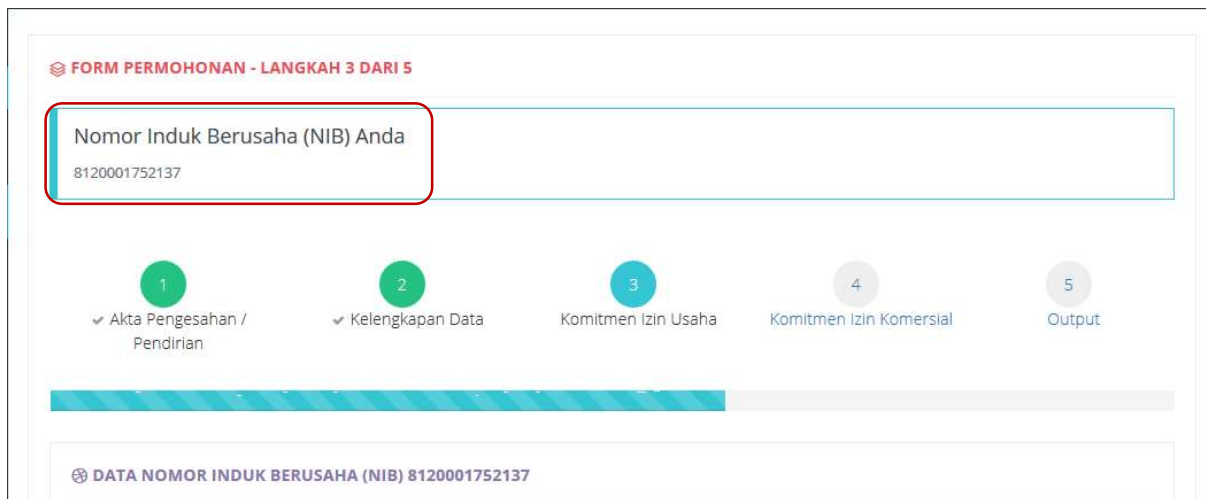 FORM PERMOHONAN - LANGKAH 3 DARI 5
Nomor Induk Berusaha (NIB) Anda
8120001752137
1
2
3
4
5
✔ Akta Pengesahan /
Pendirian
✔ Kelengkapan Data
Komitmen Izin Usaha
Komitmen Izin Komersial
Output
DATA NOMOR INDUK BERUSAHA (NIB) 8120001752137